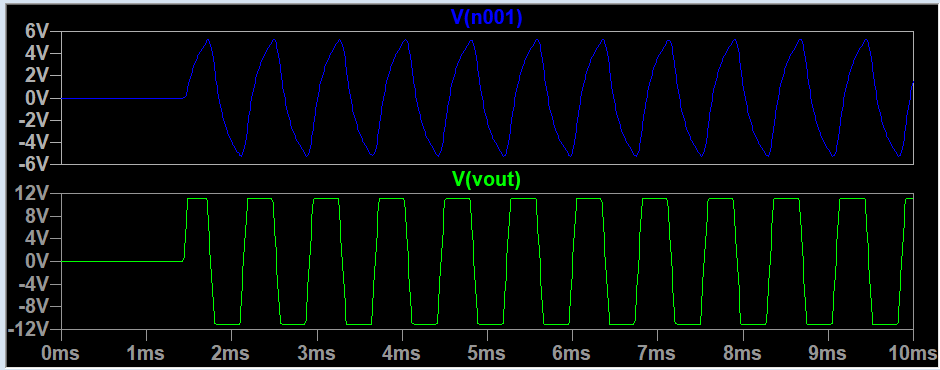 V(n001)
6V
4V
2V
0V
-2V
-4V
-6V
V(vout)
12V
8V
4V
0V
-4V
-8V
-12V
0ms 1ms 2ms 3ms 4ms 5ms 6ms 7ms 8ms 9ms 10ms